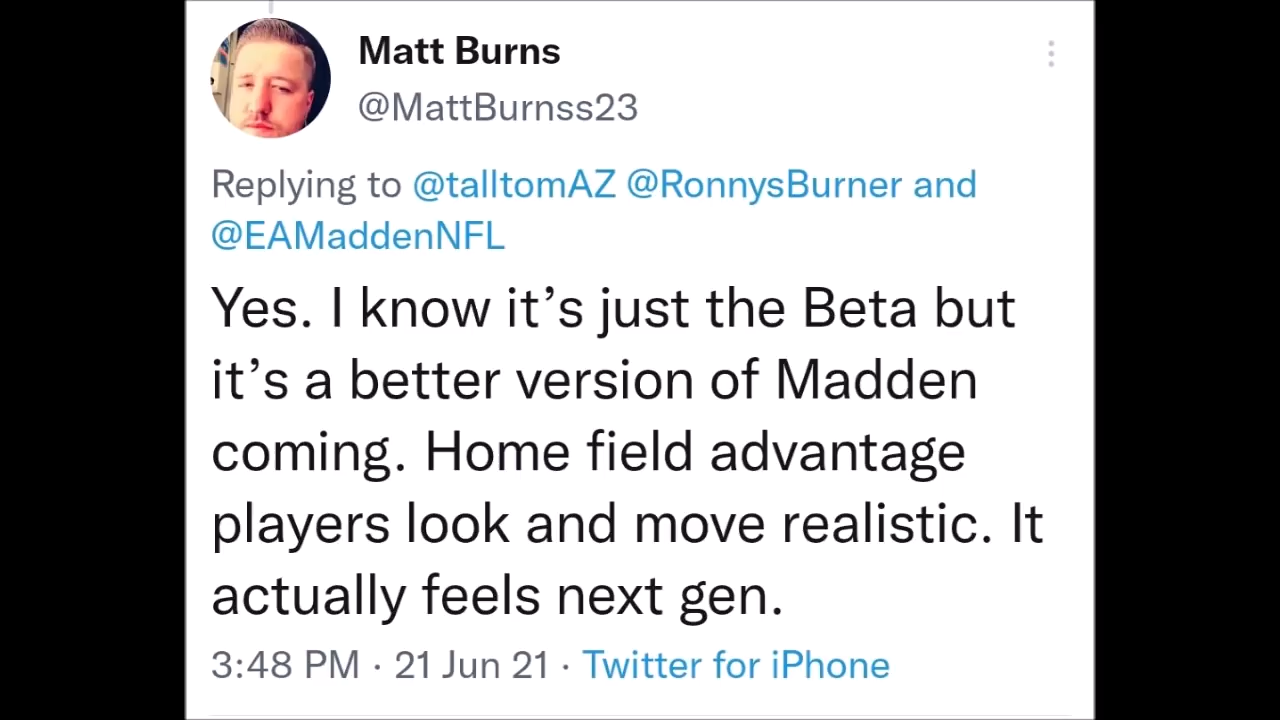 Matt Burns
@MattBurnss23
Replying to @talltomAZ @RonnysBurner and
@EAMaddenNFL
Yes. I know it’s just the Beta but
it’s a better version of Madden
coming. Home field advantage
players look and move realistic. It
actually feels next gen.
3:48 PM · 21 Jun 21 · Twitter for iPhone